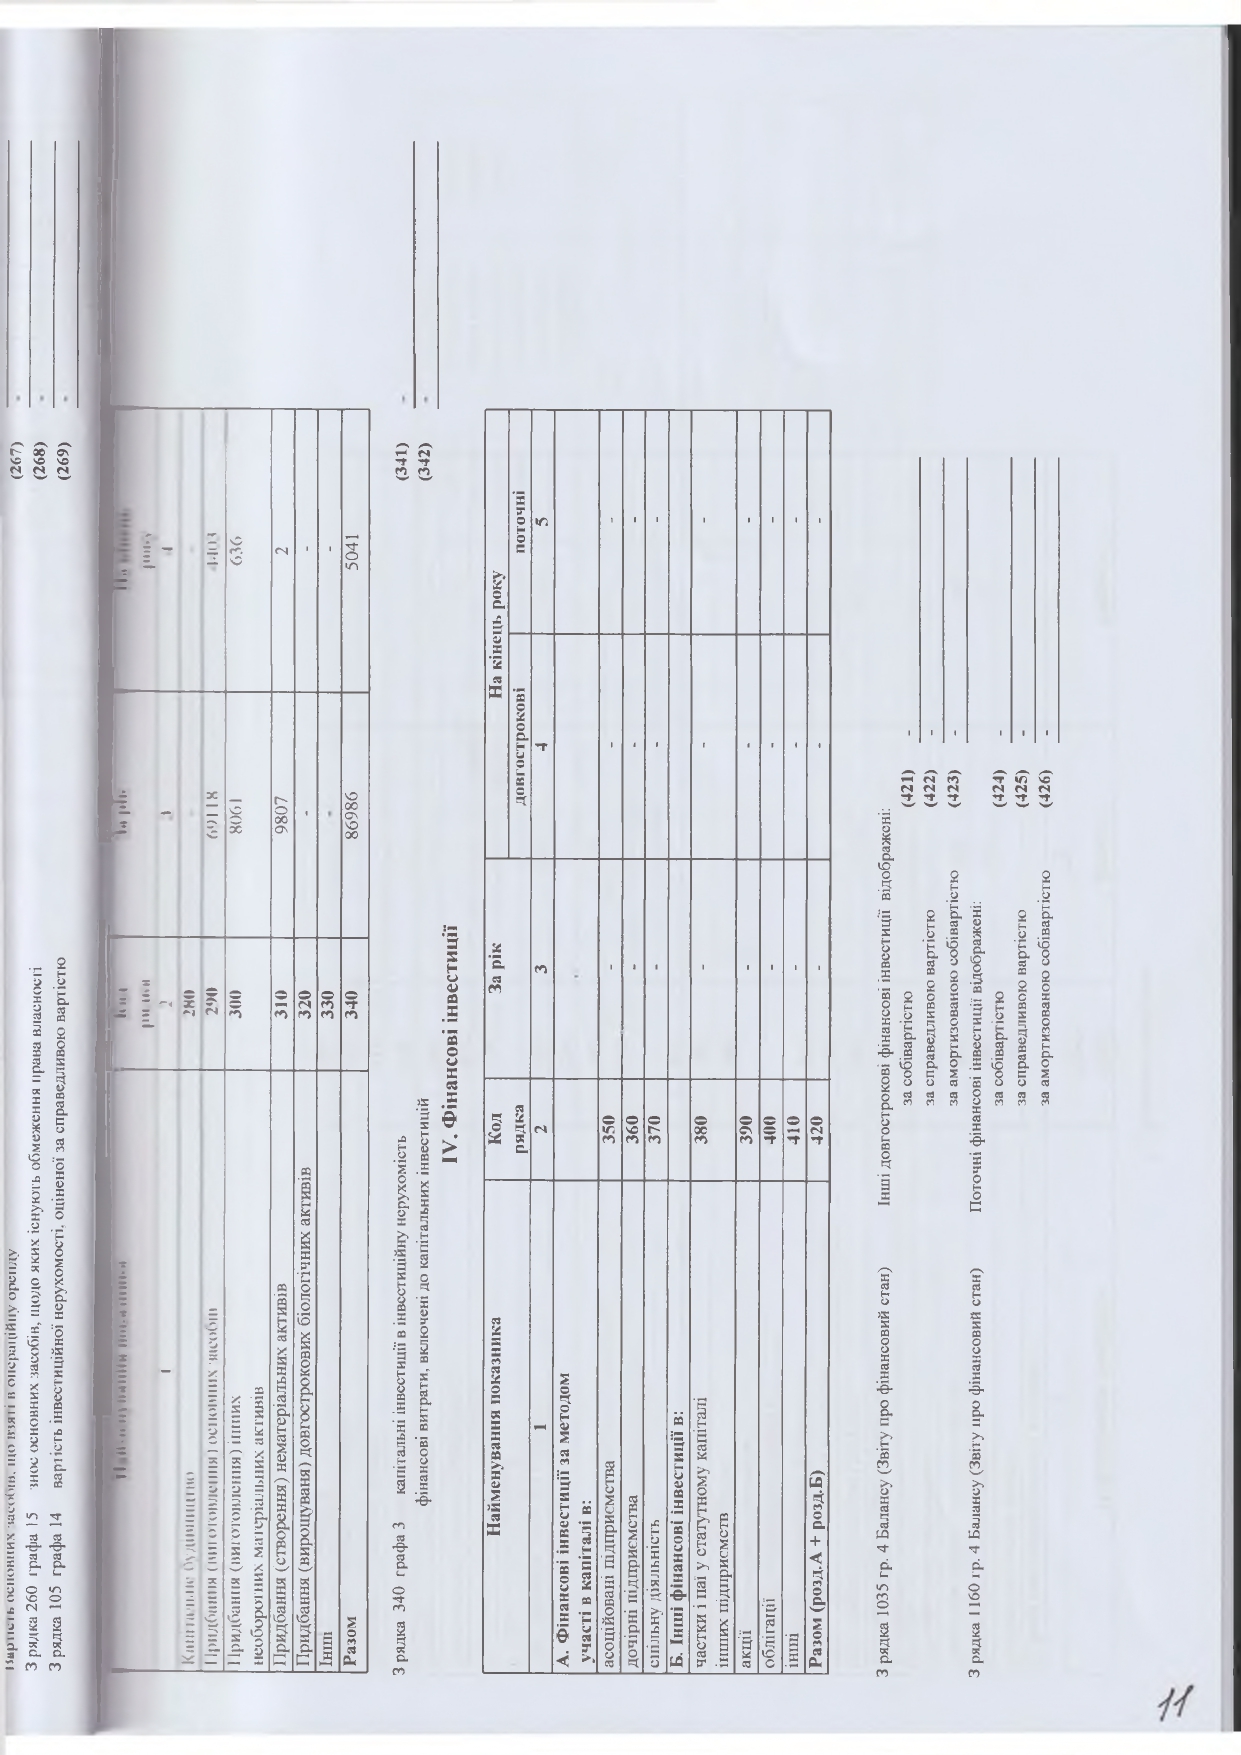 Вартість основних засобів, що взяті в операційну оренду (267) -
З рядка 260 графа 15 знос основних засобів, щодо яких існують обмеження права власності (268) -
З рядка 105 графа 14 вартість інвестиційної нерухомості, оціненої за справедливою вартістю (269) -
Найменування показника Код За рік На кінець
рядка року
1 2 3 4
Капітальне будівництво 280 - -
Придбання (виготовлення) основних засобів 290 69118 4403
Придбання (виготовлення) інших 300 8061 636
необоротних матеріальних активів
Придбання (створення) нематеріальних активів 310 9807 2
Придбання (вирощуваня) довгострокових біологічних активів 320 - -
Інші 330 - -
Разом 340 86986 5041
З рядка 340 графа 3 капітальні інвестиції в інвестиційну нерухомість (341) -
фінансові витрати, включені до капітальних інвестицій (342) -
IV. Фінансові інвестиції
Найменування показника Код За рік На кінець року
рядка довгострокові поточні
1 2 3 4 5
А. Фінансові інвестиції за методом
участі в капіталі в:
асоційовані підприємства 350 - - -
дочірні підприємства 360 - - -
спільну діяльність 370 - - -
Б. Інші фінансові інвестиції в:
частки і паї у статутному капіталі 380 - - -
інших підприємств
акції 390 - - -
облігації 400 - - -
інші 410 - - -
Разом (розд.А + розд.Б) 420 - - -
З рядка 1035 гр. 4 Балансу (Звіту про фінансовий стан) Інші довгострокові фінансові інвестиції відображені:
за собівартістю (421) -
за справедливою вартістю (422) -
за амортизованою собівартістю (423) -
З рядка 1160 гр. 4 Балансу (Звіту про фінансовий стан) Поточні фінансові інвестиції відображені:
за собівартістю (424) -
за справедливою вартістю (425) -
за амортизованою собівартістю (426) -
11